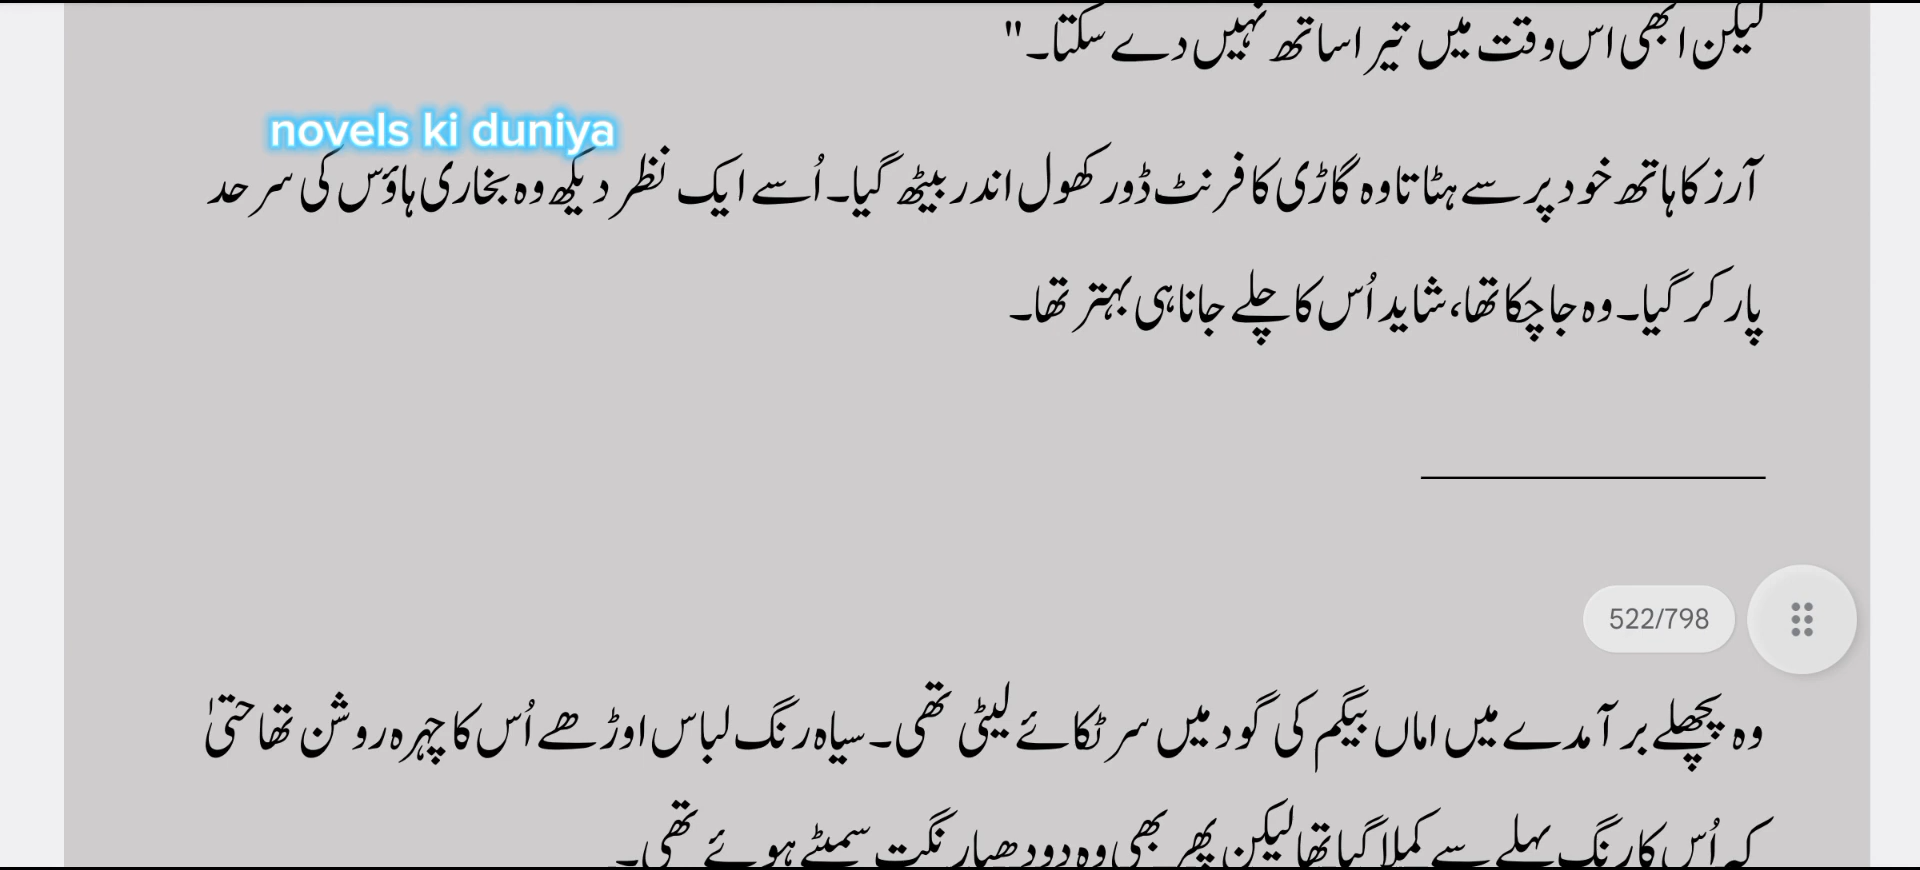 لیکن ابھی اس وقت میں تیرا ساتھ نہیں دے سکتا۔"
novels ki duniya
آرز کا ہاتھ خود پر سے ہٹاتا وہ گاڑی کا فرنٹ ڈور کھول اندر بیٹھ گیا۔ اُسے ایک نظر دیکھ وہ بخاری ہاؤس کی سرحد
پار کر گیا۔ وہ جا چکا تھا، شاید اُس کا چلے جانا ہی بہتر تھا۔
522/798
وہ پچھلے برآمدے میں اماں بیگم کی گود میں سر ٹکائے لیٹی تھی۔ سیاہ رنگ لباس اوڑھے اُس کا چہرہ روشن تھا حتیٰ
کہ اُس کا رنگ پہلے سے کملا گیا تھا لیکن پھر بھی وہ دودھیا رنگت سمیٹے ہوئے تھی۔